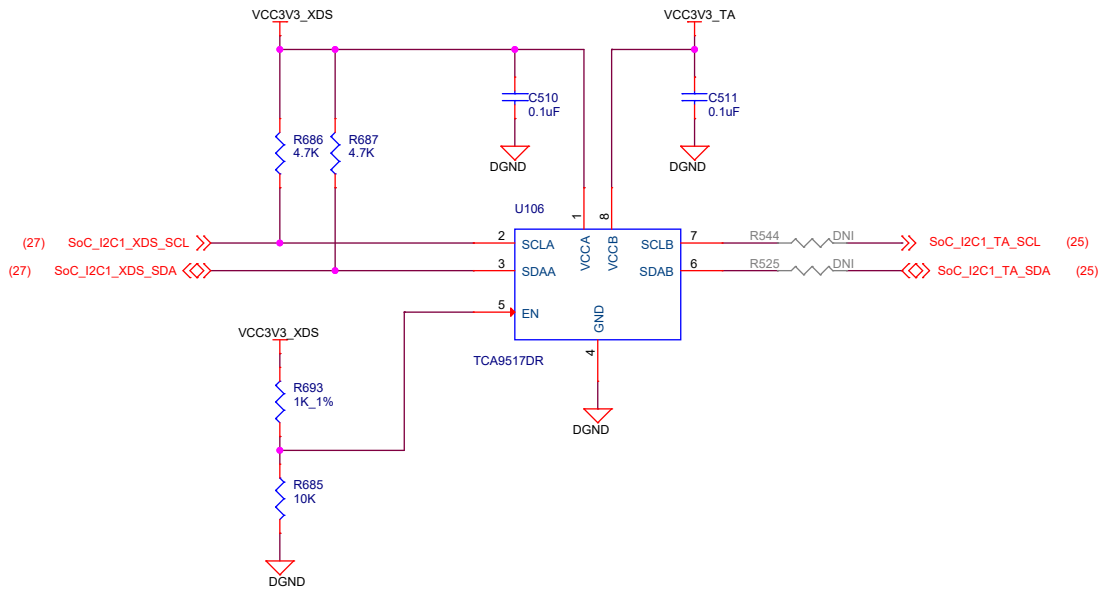 VCC3V3_XDS
VCC3V3_TA
C510
0.1uF
C511
0.1uF
R686
4.7K
R687
4.7K
DGND
DGND
U106
1
8
(27) SoC_I2C1_XDS_SCL
2
SCLA
VCCA
VCCB
SCLB
7
R544
DNI
SoC_I2C1_TA_SCL (25)
(27) SoC_I2C1_XDS_SDA
3
SDAA
SDAB
6
R525
DNI
SoC_I2C1_TA_SDA (25)
5
EN
GND
VCC3V3_XDS
4
TCA9517DR
R693
1K_1%
DGND
R685
10K
DGND